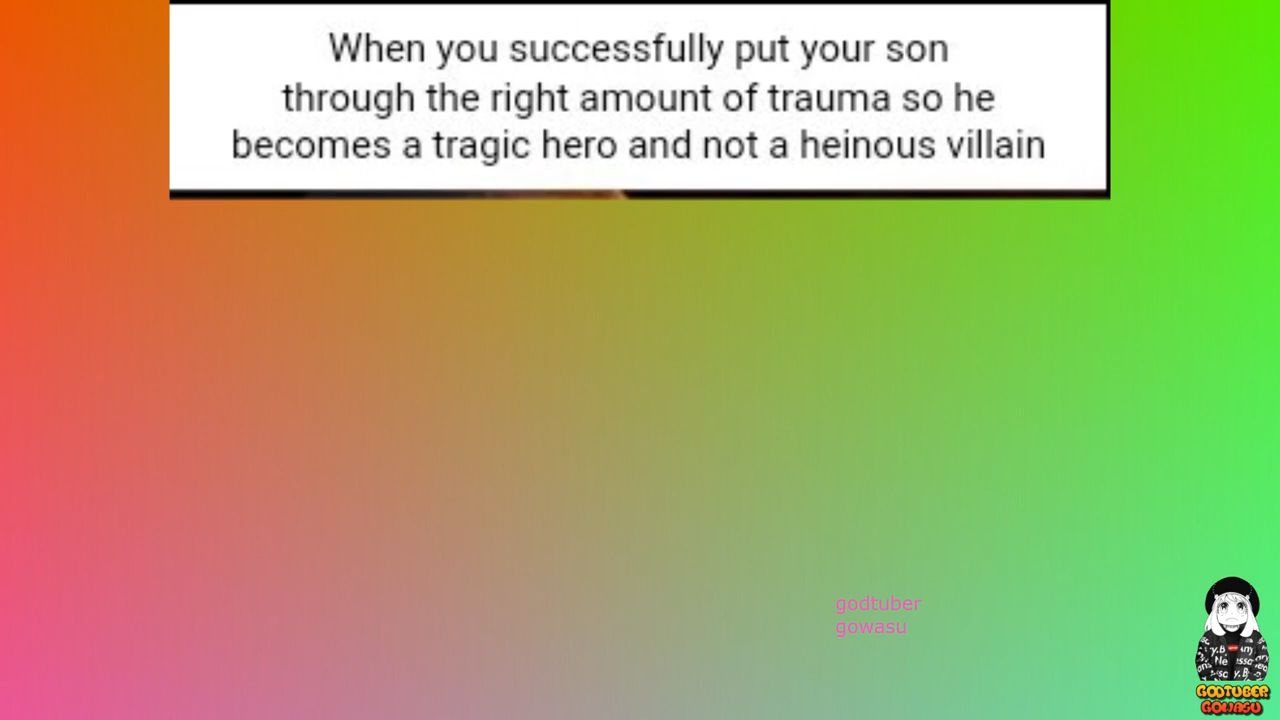 When you successfully put your son
through the right amount of trauma so he
becomes a tragic hero and not a heinous villain
godtuber
gowasu
GODTUBER
GOWASU